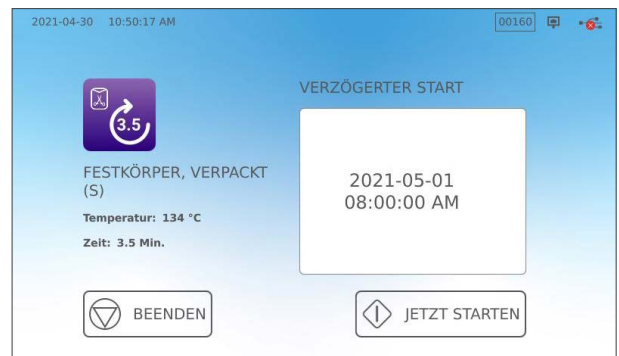 2021-04-30 10:50:17 AM 00160
3.5
FESTKÖRPER, VERPACKT
(S)
Temperatur: 134 °C
Zeit: 3.5 Min.
VERZÖGERTER START
2021-05-01
08:00:00 AM
BEENDEN
JETZT STARTEN